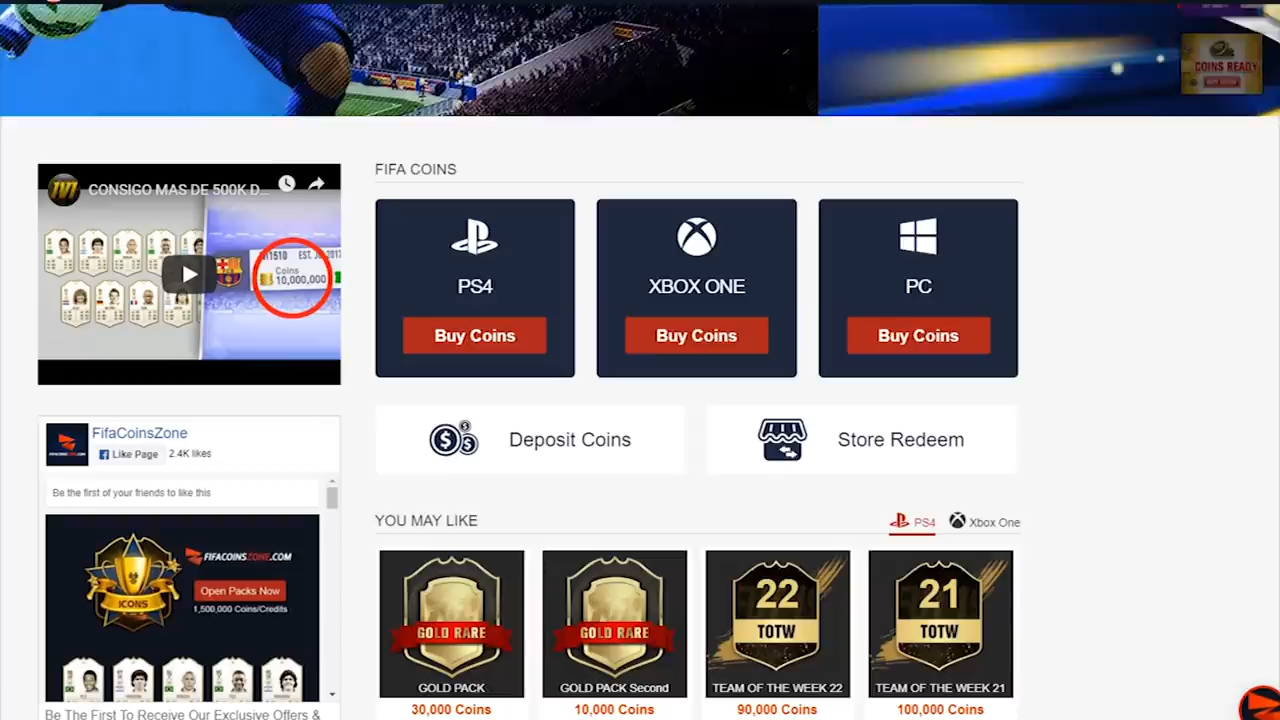 COINS READY
CONSIGO MAS DE 500K D...
EST. JUL 2017
Coins
10,000,000
FIFA COINS
PS4
XBOX ONE
PC
Buy Coins
Buy Coins
Buy Coins
Deposit Coins
Store Redeem
FifaCoinsZone
Like Page
2.4K likes
Be the first of your friends to like this
FIFACOINSZONE.COM
Open Packs Now
1,500,000 Coins/Credits
ICONS
Be The First To Receive Our Exclusive Offers &
YOU MAY LIKE
PS4
Xbox One
GOLD RARE
GOLD PACK
30,000 Coins
GOLD RARE
GOLD PACK Second
10,000 Coins
22
TOTW
TEAM OF THE WEEK 22
90,000 Coins
21
TOTW
TEAM OF THE WEEK 21
100,000 Coins